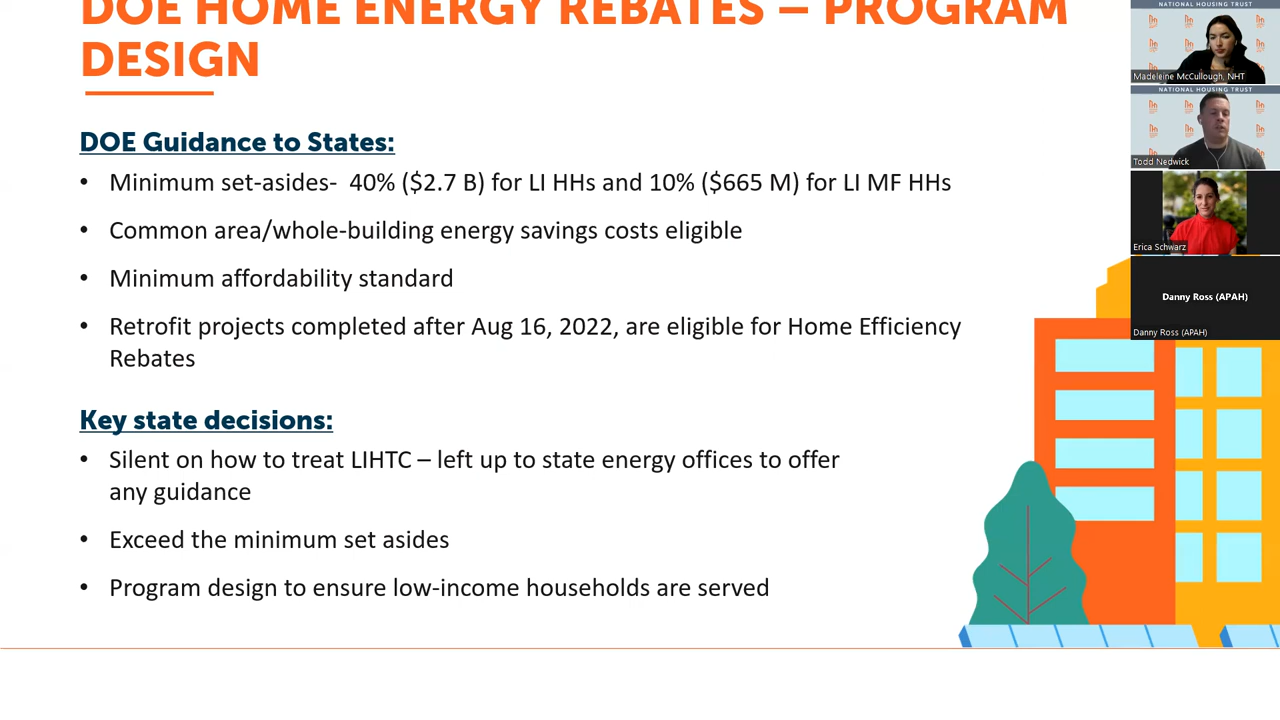 DOE HOME ENERGY REBATES – PROGRAM
DESIGN
DOE Guidance to States:
• Minimum set-asides-  40% ($2.7 B) for LI HHs and 10% ($665 M) for LI MF HHs
• Common area/whole-building energy savings costs eligible
• Minimum affordability standard
• Retrofit projects completed after Aug 16, 2022, are eligible for Home Efficiency
Rebates
Key state decisions:
• Silent on how to treat LIHTC – left up to state energy offices to offer
any guidance
• Exceed the minimum set asides
• Program design to ensure low-income households are served
NATIONAL HOUSING TRUST
Madeleine McCullough, NHT
NATIONAL HOUSING TRUST
Todd Nedwick
Erica Schwarz
Danny Ross (APAH)
Danny Ross (APAH)